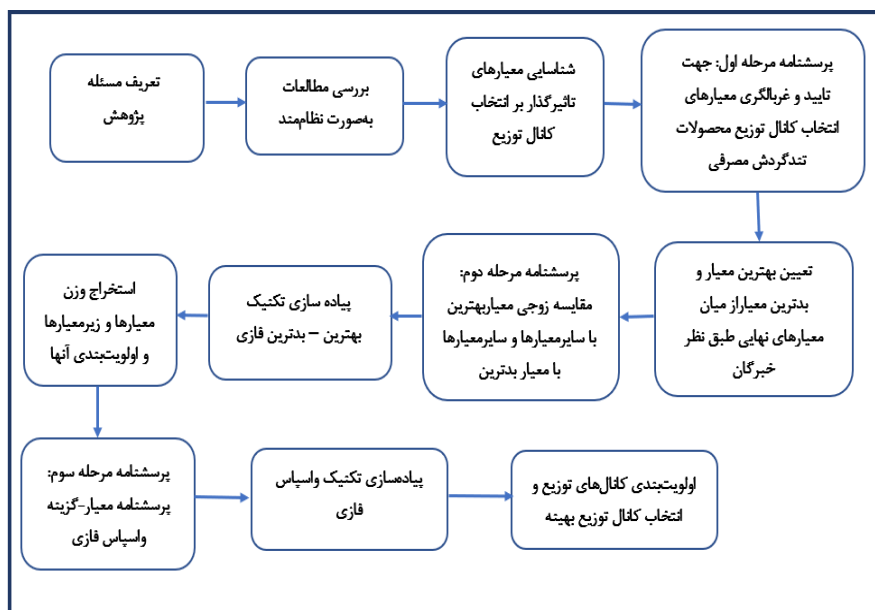 تعریف مسئله
پژوهش
بررسی مطالعات
به‌صورت نظام‌مند
شناسایی معیارهای
تاثیرگذار بر انتخاب
کانال توزیع
پرسشنامه مرحله اول: جهت
تایید و غربالگری معیارهای
انتخاب کانال توزیع محصولات
تندگردش مصرفی
تعیین بهترین معیار و
بدترین معیاراز میان
معیارهای نهایی طبق نظر
خبرگان
پرسشنامه مرحله دوم:
مقایسه زوجی معیاربهترین
با سایرمعیارها و سایرمعیارها
با معیار بدترین
پیاده سازی تکنیک
بهترین – بدترین فازی
استخراج وزن
معیارها و زیرمعیارها
و اولویت‌بندی آنها
پرسشنامه مرحله سوم:
پرسشنامه معیار-گزینه
واسپاس فازی
پیاده‌سازی تکنیک واسپاس
فازی
اولویت‌بندی کانال‌های توزیع و
انتخاب کانال توزیع بهینه